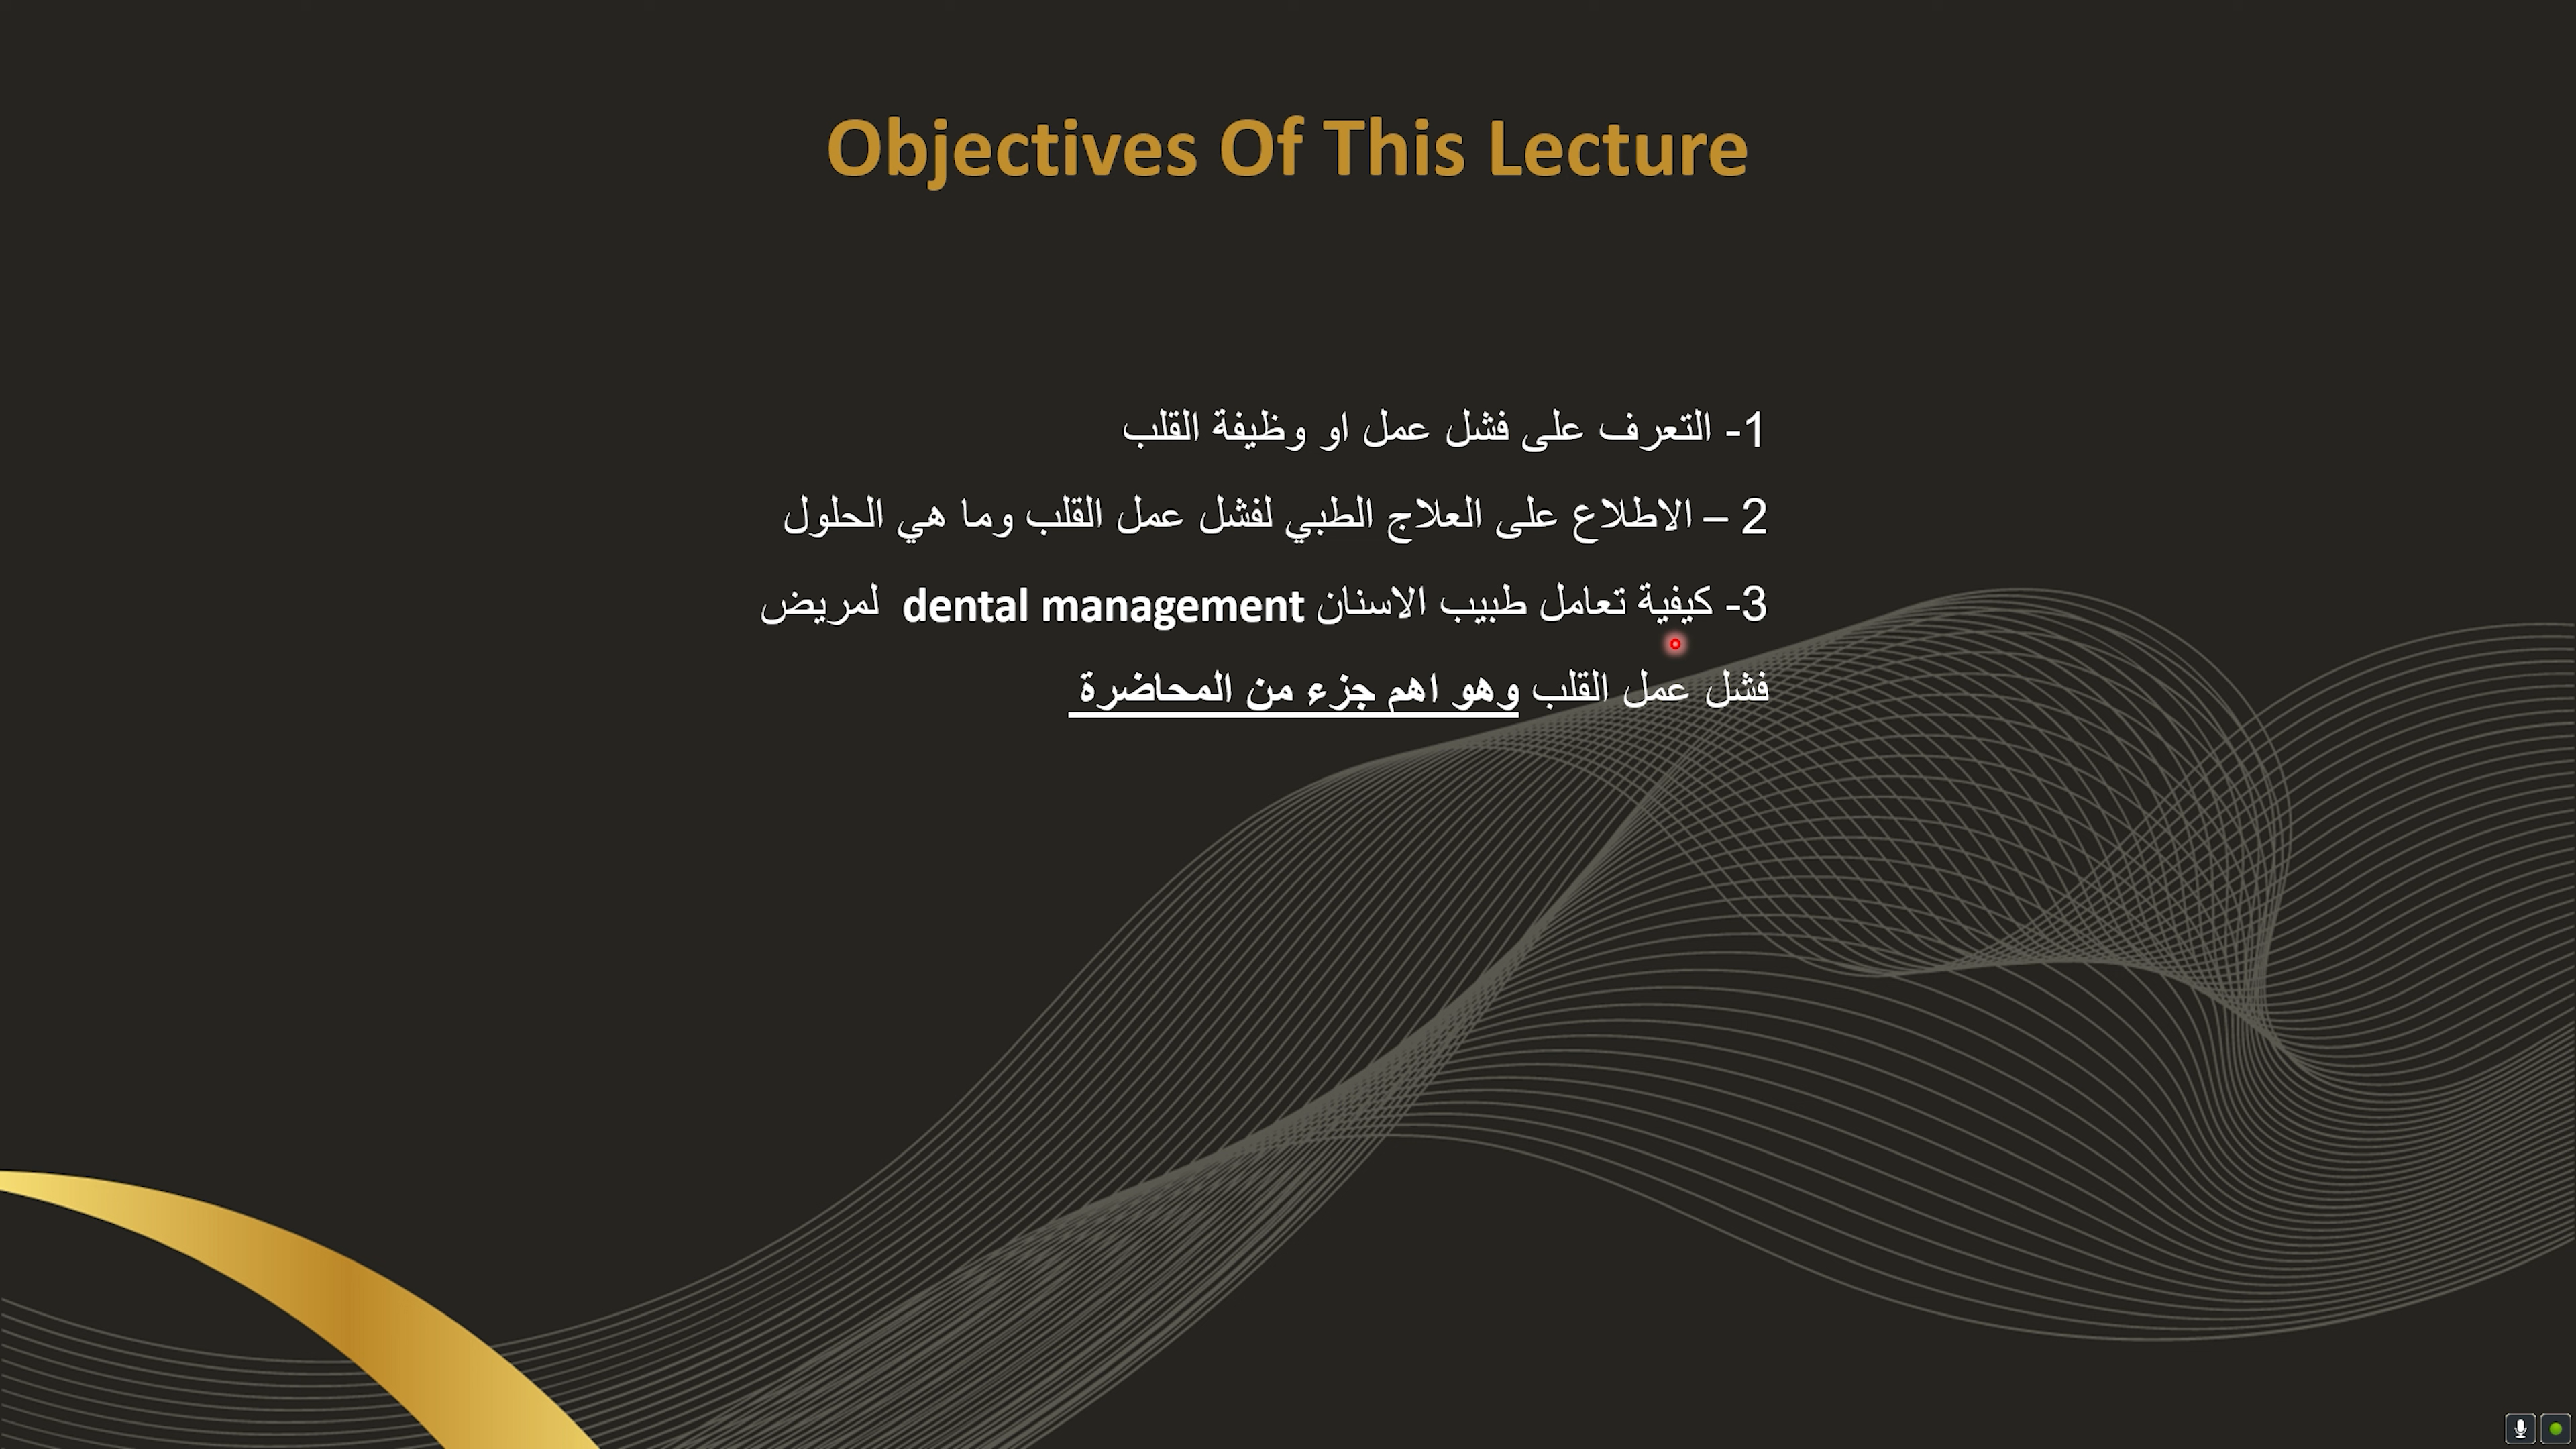 Objectives Of This Lecture
1- التعرف على فشل عمل او وظيفة القلب
2 – الاطلاع على العلاج الطبي لفشل عمل القلب وما هي الحلول
3- كيفية تعامل طبيب الاسنان dental management لمريض
فشل عمل القلب وهو اهم جزء من المحاضرة